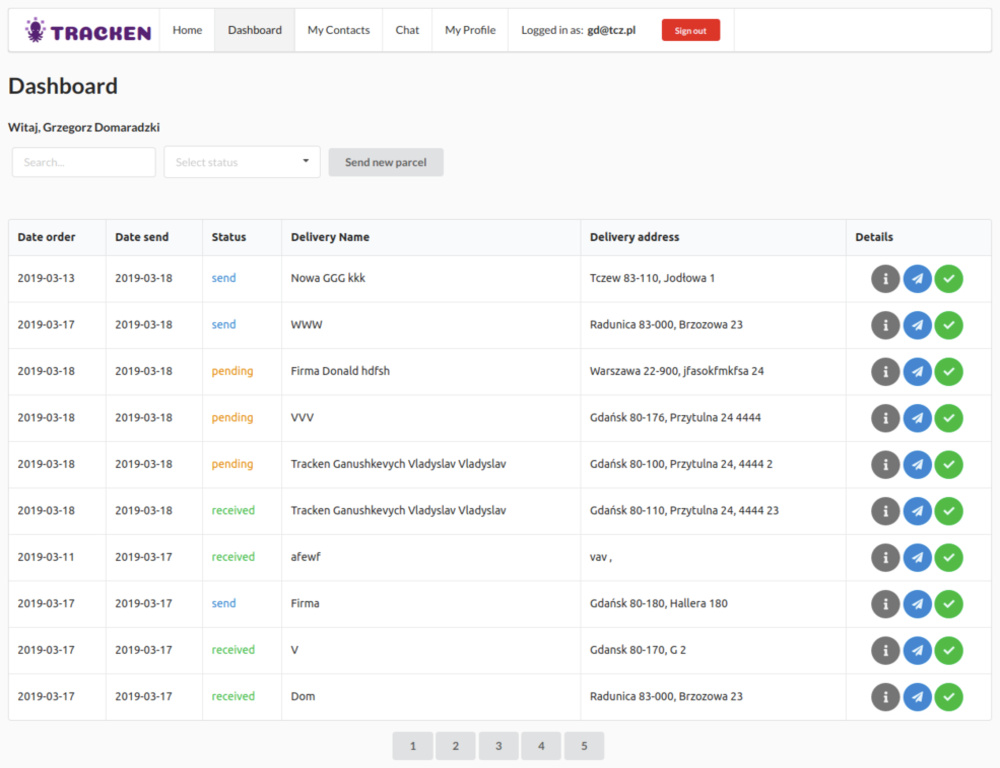 TRACKEN Home Dashboard My Contacts Chat My Profile Logged in as: gd@tcz.pl Sign out
Dashboard
Witaj, Grzegorz Domaradzki
Search... Select status Send new parcel
Date order Date send Status Delivery Name Delivery address Details
2019-03-13 2019-03-18 send Nowa GGG kkk Tczew 83-110, Jodłowa 1
2019-03-17 2019-03-18 send WWW Radunica 83-000, Brzozowa 23
2019-03-18 2019-03-18 pending Firma Donald hdfsh Warszawa 22-900, jfasokfmkfsa 24
2019-03-18 2019-03-18 pending VVV Gdańsk 80-176, Przytulna 24 4444
2019-03-18 2019-03-18 pending Tracken Ganushkevych Vladyslav Vladyslav Gdańsk 80-100, Przytulna 24, 4444 2
2019-03-18 2019-03-18 received Tracken Ganushkevych Vladyslav Vladyslav Gdańsk 80-110, Przytulna 24, 4444 23
2019-03-11 2019-03-17 received afewf vav ,
2019-03-17 2019-03-17 send Firma Gdańsk 80-180, Hallera 180
2019-03-17 2019-03-17 received V Gdansk 80-170, G 2
2019-03-17 2019-03-17 received Dom Radunica 83-000, Brzozowa 23
1 2 3 4 5